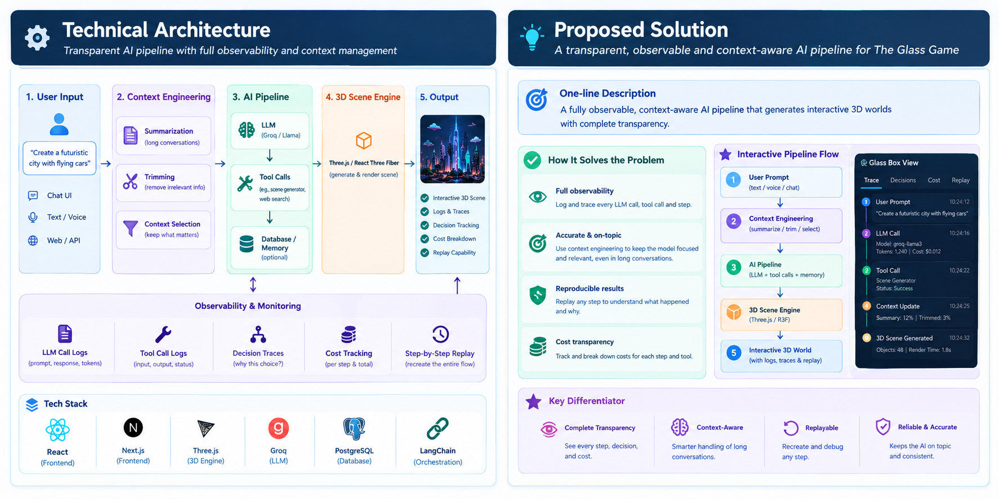 Technical Architecture
Transparent AI pipeline with full observability and context management
1. User Input
"Create a futuristic
city with flying cars"
Chat UI
Text / Voice
Web / API
2. Context Engineering
Summarization
(long conversations)
Trimming
(remove irrelevant info)
Context Selection
(keep what matters)
3. AI Pipeline
LLM
(Groq / Llama)
Tool Calls
(e.g., scene generator,
web search)
Database /
Memory
(optional)
4. 3D Scene Engine
Three.js / React Three Fiber
(generate & render scene)
5. Output
Interactive 3D Scene
Logs & Traces
Decision Tracking
Cost Breakdown
Replay Capability
Observability & Monitoring
LLM Call Logs
(prompt, response, tokens)
Tool Call Logs
(input, output, status)
Decision Traces
(why this choice?)
Cost Tracking
(per step & total)
Step-by-Step Replay
(recreate the entire flow)
Tech Stack
React
(Frontend)
N
Next.js
(Frontend)
Three.js
(3D Engine)
g
Groq
(LLM)
PostgreSQL
(Database)
LangChain
(Orchestration)
Proposed Solution
A transparent, observable and context-aware AI pipeline for The Glass Game
One-line Description
A fully observable, context-aware AI pipeline that generates interactive 3D worlds
with complete transparency.
How It Solves the Problem
Full observability
Log and trace every LLM call, tool call and step.
Accurate & on-topic
Use context engineering to keep the model focused
and relevant, even in long conversations.
Reproducible results
Replay any step to understand what happened
and why.
Cost transparency
Track and break down costs for each step and tool.
Interactive Pipeline Flow
1
User Prompt
(text / voice / chat)
2
Context Engineering
(summarize / trim / select)
3
AI Pipeline
(LLM + tool calls + memory)
3D Scene Engine
(Three.js / R3F)
5
Interactive 3D World
(with logs, traces & replay)
Glass Box View
Trace Decisions Cost Replay
1 User Prompt 10:24:12
"Create a futuristic city with flying cars"
2 LLM Call 10:24:16
Model: groq-llama3
Tokens: 1,240 | Cost: $0.012
Tool Call 10:24:22
Scene Generator
Status: Success
4 Context Update 10:24:25
Summary: 12% | Trimmed: 3%
3D Scene Generated 10:24:32
Objects: 48 | Render Time: 1.8s
Key Differentiator
Complete Transparency
See every step, decision,
and cost.
Context-Aware
Smarter handling of long
conversations.
Replayable
Recreate and debug
any step.
Reliable & Accurate
Keeps the AI on topic
and consistent.